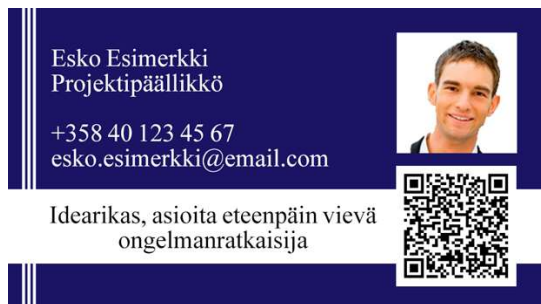 Esko Esimerkki
Projektipäällikkö
+358 40 123 45 67
esko.esimerkki@email.com
Idearikas, asioita eteenpäin vievä
ongelmanratkaisija